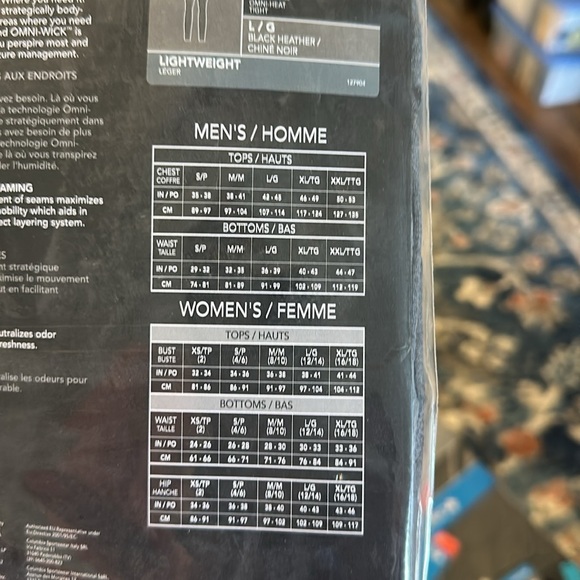 strategically body-
reas where you need
OMNI-WICK™ is
u perspire most and
ure management.
AUX ENDROITS
vez besoin. Là où vous
a technologie Omni-
stratégiquement dans
avez besoin de plus
echnologie Omni-
là où vous transpirez
er l'humidité.
AMING
ent of seams maximizes
obility which aids in
ct layering system.
nt stratégique
imise le mouvement
ut en facilitant
utralizes odor
reshness.
alise les odeurs pour
rable.
OMNI-HEAT
TIGHT
L / G
BLACK HEATHER /
CHINÉ NOIR
LIGHTWEIGHT
LÉGER
MEN'S / HOMME
TOPS / HAUTS
CHEST COFFRE S/P M/M L/G XL/TG XXL/TTG
IN / PO 35 - 38 38 - 41 42 - 45 46 - 49 50 - 53
CM 89 - 97 97 - 104 107 - 114 117 - 124 127 - 135
BOTTOMS / BAS
WAIST TAILLE S/P M/M L/G XL/TG XXL/TTG
IN / PO 29 - 32 32 - 35 36 - 39 40 - 43 44 - 47
CM 74 - 81 81 - 89 91 - 99 102 - 109 112 - 119
WOMEN'S / FEMME
TOPS / HAUTS
BUST BUSTE XS/TP (2) S/P (4/6) M/M (8/10) L/G (12/14) XL/TG (16/18)
IN / PO 32 - 34 34 - 36 36 - 38 38 - 41 41 - 44
CM 81 - 86 86 - 91 91 - 97 97 - 104 104 - 112
BOTTOMS / BAS
WAIST TAILLE XS/TP (2) S/P (4/6) M/M (8/10) L/G (12/14) XL/TG (16/18)
IN / PO 24 - 26 26 - 28 28 - 30 30 - 33 33 - 36
CM 61 - 66 66 - 71 71 - 76 76 - 84 84 - 91
HIP HANCHE XS/TP (2) S/P (4/6) M/M (8/10) L/G (12/14) XL/TG (16/18)
IN / PO 34 - 36 36 - 38 38 - 40 40 - 43 43 - 46
CM 86 - 91 91 - 97 97 - 102 102 - 109 109 - 117